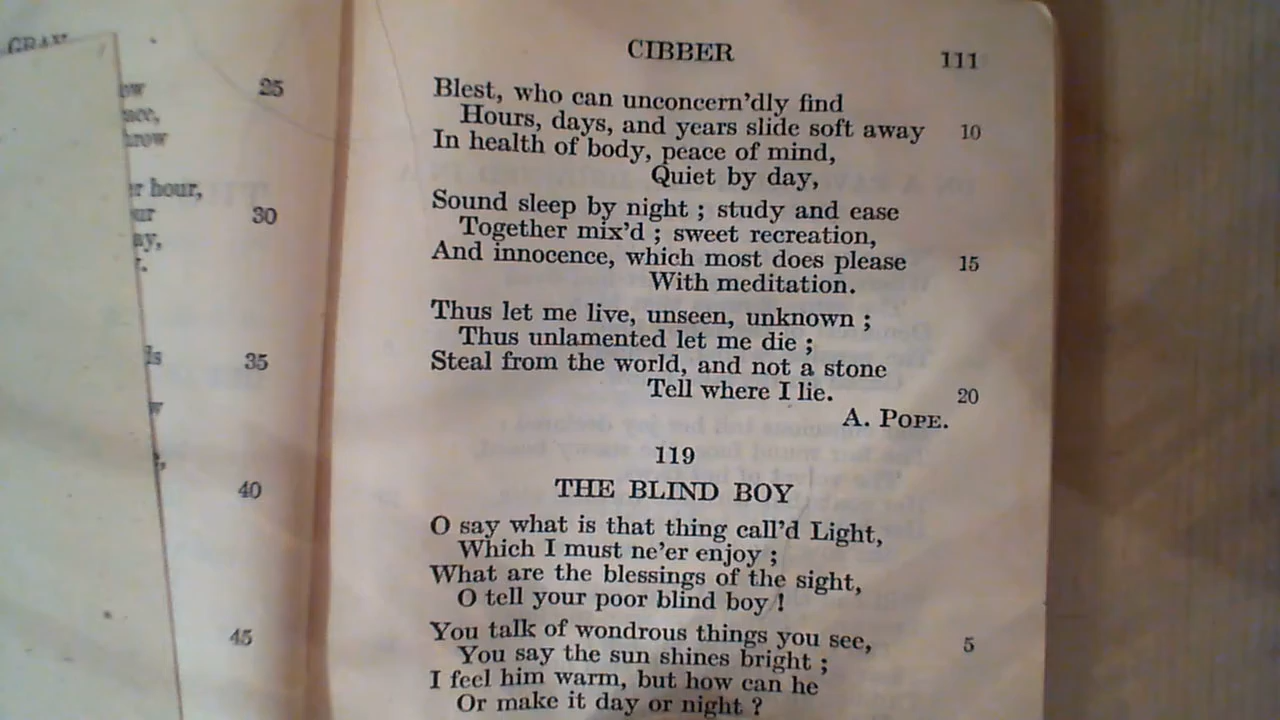 GRAY
25
row
hour,
30
35
40
45
CIBBER 111
Blest, who can unconcern'dly find
Hours, days, and years slide soft away 10
In health of body, peace of mind,
Quiet by day,
Sound sleep by night ; study and ease
Together mix'd ; sweet recreation,
And innocence, which most does please 15
With meditation.
Thus let me live, unseen, unknown ;
Thus unlamented let me die ;
Steal from the world, and not a stone
Tell where I lie. 20
A. POPE.
119
THE BLIND BOY
O say what is that thing call'd Light,
Which I must ne'er enjoy ;
What are the blessings of the sight,
O tell your poor blind boy !
You talk of wondrous things you see, 5
You say the sun shines bright ;
I feel him warm, but how can he
Or make it day or night ?